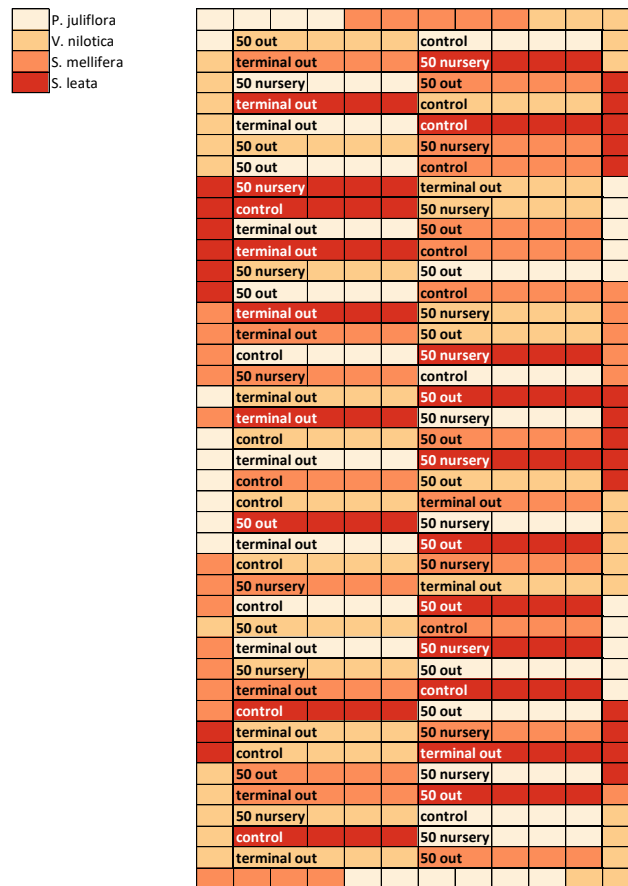 P. juliflora
V. nilotica
S. mellifera
S. leata
50 out control
terminal out 50 nursery
50 nursery 50 out
terminal out control
terminal out control
50 out 50 nursery
50 out control
50 nursery terminal out
control 50 nursery
terminal out 50 out
terminal out control
50 nursery 50 out
50 out control
terminal out 50 nursery
terminal out 50 out
control 50 nursery
50 nursery control
terminal out 50 out
terminal out 50 nursery
control 50 out
terminal out 50 nursery
control 50 out
control terminal out
50 out 50 nursery
terminal out 50 out
control 50 nursery
50 nursery terminal out
control 50 out
50 out control
terminal out 50 nursery
50 nursery 50 out
terminal out control
control 50 out
terminal out 50 nursery
control terminal out
50 out 50 nursery
terminal out 50 out
50 nursery control
control 50 nursery
terminal out 50 out